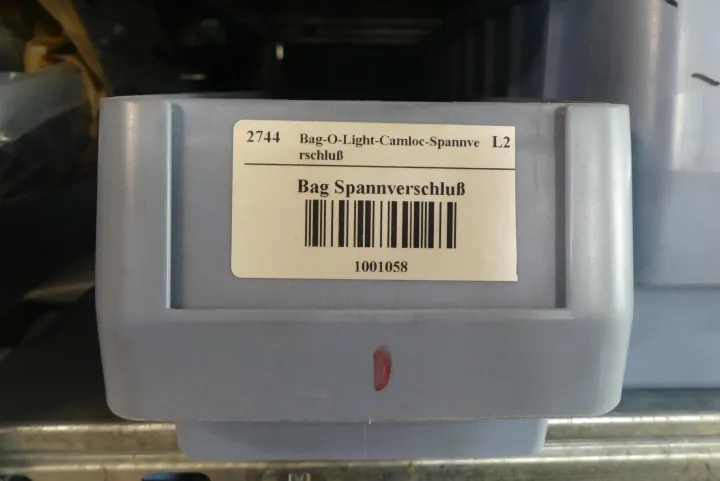 2744 Bag-O-Light-Camloc-Spannve L2
rschluß
Bag Spannverschluß
1001058